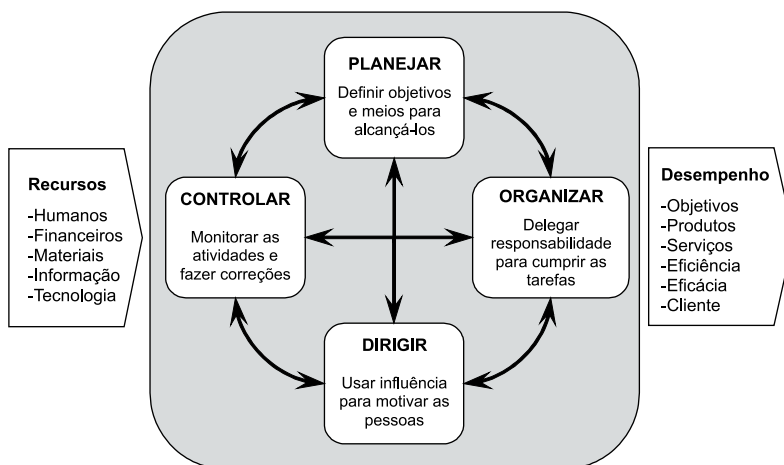 PLANEJAR
Definir objetivos
e meios para
alcançá-los
Recursos
-Humanos
-Financeiros
-Materiais
-Informação
-Tecnologia
CONTROLAR
Monitorar as
atividades e
fazer correções
ORGANIZAR
Delegar
responsabilidade
para cumprir as
tarefas
Desempenho
-Objetivos
-Produtos
-Serviços
-Eficiência
-Eficácia
-Cliente
DIRIGIR
Usar influência
para motivar as
pessoas